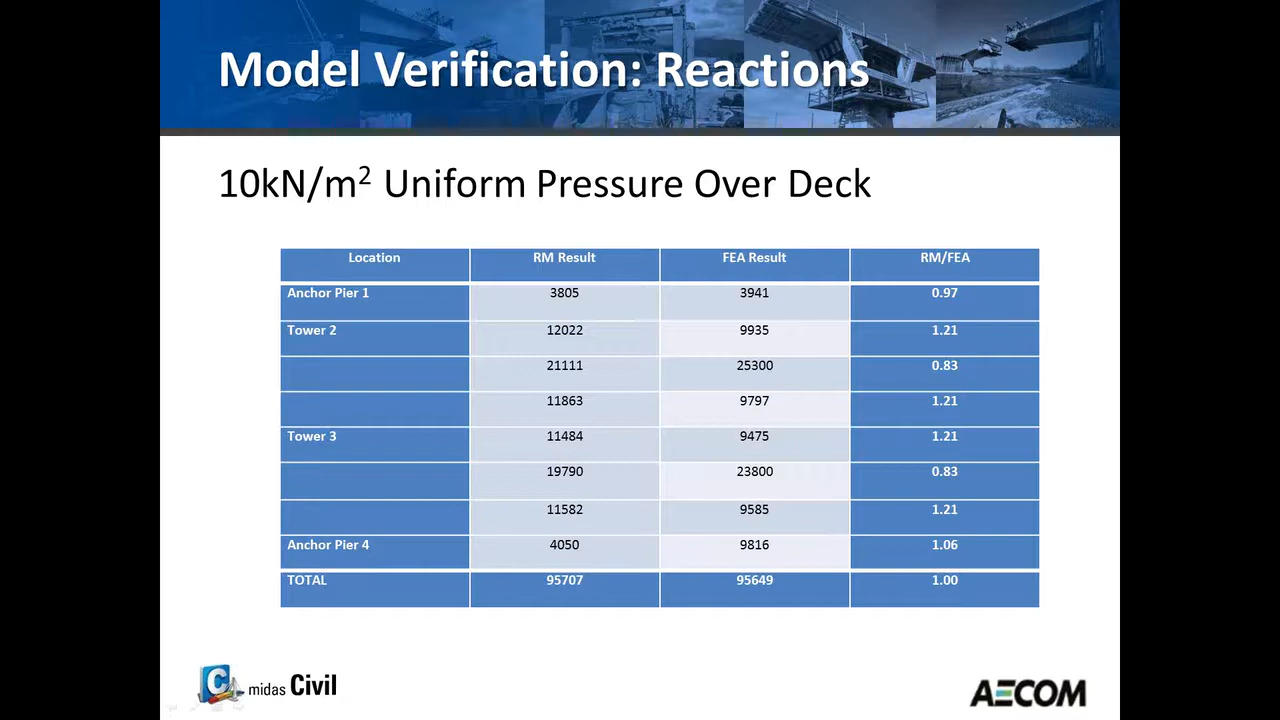 Model Verification: Reactions
10kN/m² Uniform Pressure Over Deck
Location RM Result FEA Result RM/FEA
Anchor Pier 1 3805 3941 0.97
Tower 2 12022 9935 1.21
21111 25300 0.83
11863 9797 1.21
Tower 3 11484 9475 1.21
19790 23800 0.83
11582 9585 1.21
Anchor Pier 4 4050 9816 1.06
TOTAL 95707 95649 1.00
C midas Civil
AECOM